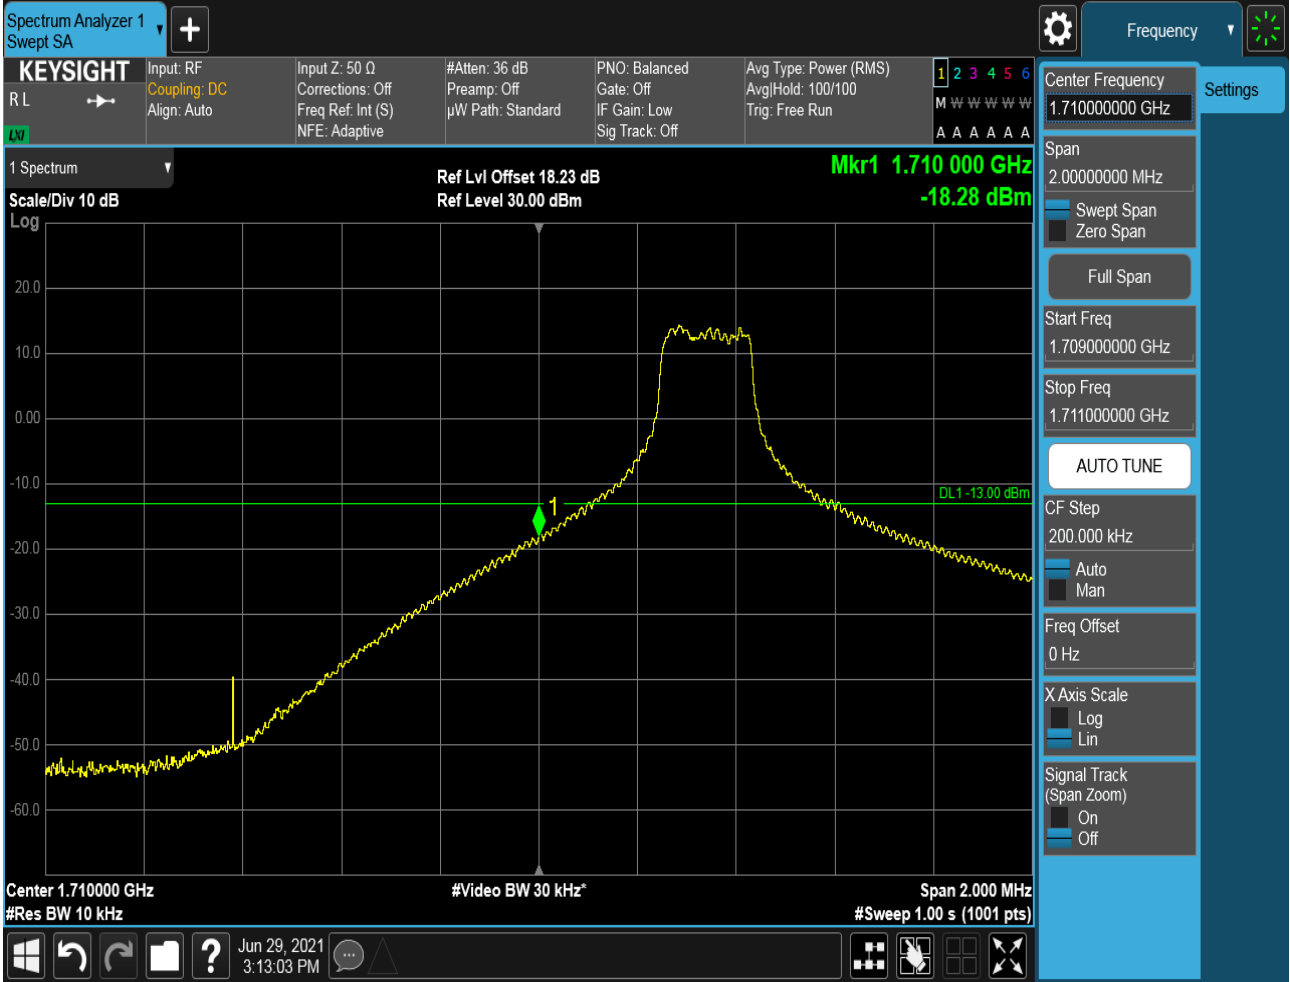 Spectrum Analyzer 1
Swept SA
Frequency
KEYSIGHT
R L
LXI
Input: RF
Coupling: DC
Align: Auto
Input Z: 50 Ω
Corrections: Off
Freq Ref: Int (S)
NFE: Adaptive
#Atten: 36 dB
Preamp: Off
µW Path: Standard
PNO: Balanced
Gate: Off
IF Gain: Low
Sig Track: Off
Avg Type: Power (RMS)
Avg|Hold: 100/100
Trig: Free Run
1 2 3 4 5 6
M W W W W W
A A A A A A
1 Spectrum
Scale/Div 10 dB
Log
Ref Lvl Offset 18.23 dB
Ref Level 30.00 dBm
Mkr1 1.710 000 GHz
-18.28 dBm
20.0
10.0
0.00
-10.0
-20.0
-30.0
-40.0
-50.0
-60.0
DL1 -13.00 dBm
1
Center 1.710000 GHz
#Res BW 10 kHz
#Video BW 30 kHz*
Span 2.000 MHz
#Sweep 1.00 s (1001 pts)
Jun 29, 2021
3:13:03 PM
Center Frequency
1.710000000 GHz
Settings
Span
2.00000000 MHz
Swept Span
Zero Span
Full Span
Start Freq
1.709000000 GHz
Stop Freq
1.711000000 GHz
AUTO TUNE
CF Step
200.000 kHz
Auto
Man
Freq Offset
0 Hz
X Axis Scale
Log
Lin
Signal Track
(Span Zoom)
On
Off